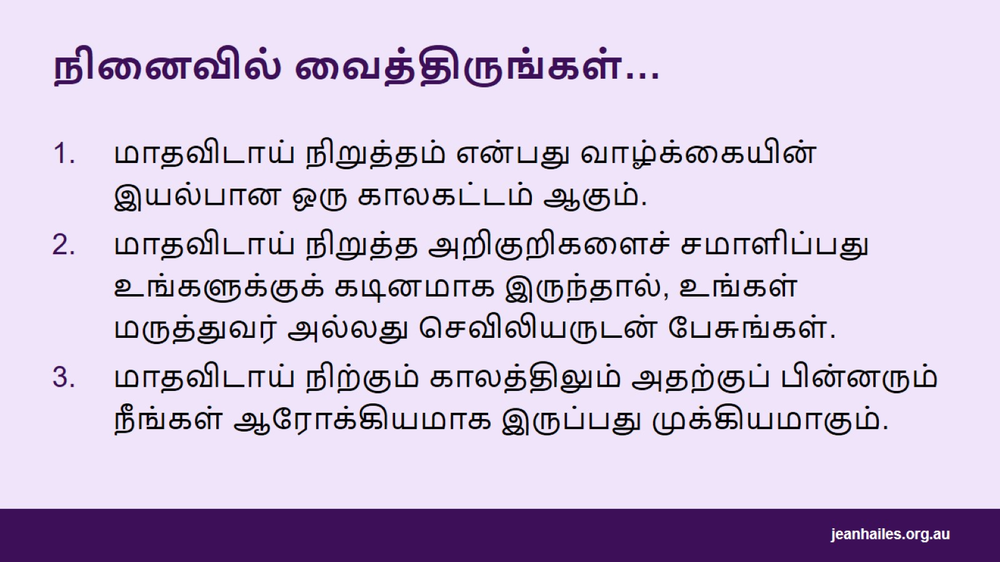 நினைவில் வைத்திருங்கள்...
1. மாதவிடாய் நிறுத்தம் என்பது வாழ்க்கையின்
இயல்பான ஒரு காலகட்டம் ஆகும்.
2. மாதவிடாய் நிறுத்த அறிகுறிகளைச் சமாளிப்பது
உங்களுக்குக் கடினமாக இருந்தால், உங்கள்
மருத்துவர் அல்லது செவிலியருடன் பேசுங்கள்.
3. மாதவிடாய் நிற்கும் காலத்திலும் அதற்குப் பின்னரும்
நீங்கள் ஆரோக்கியமாக இருப்பது முக்கியமாகும்.
jeanhailes.org.au